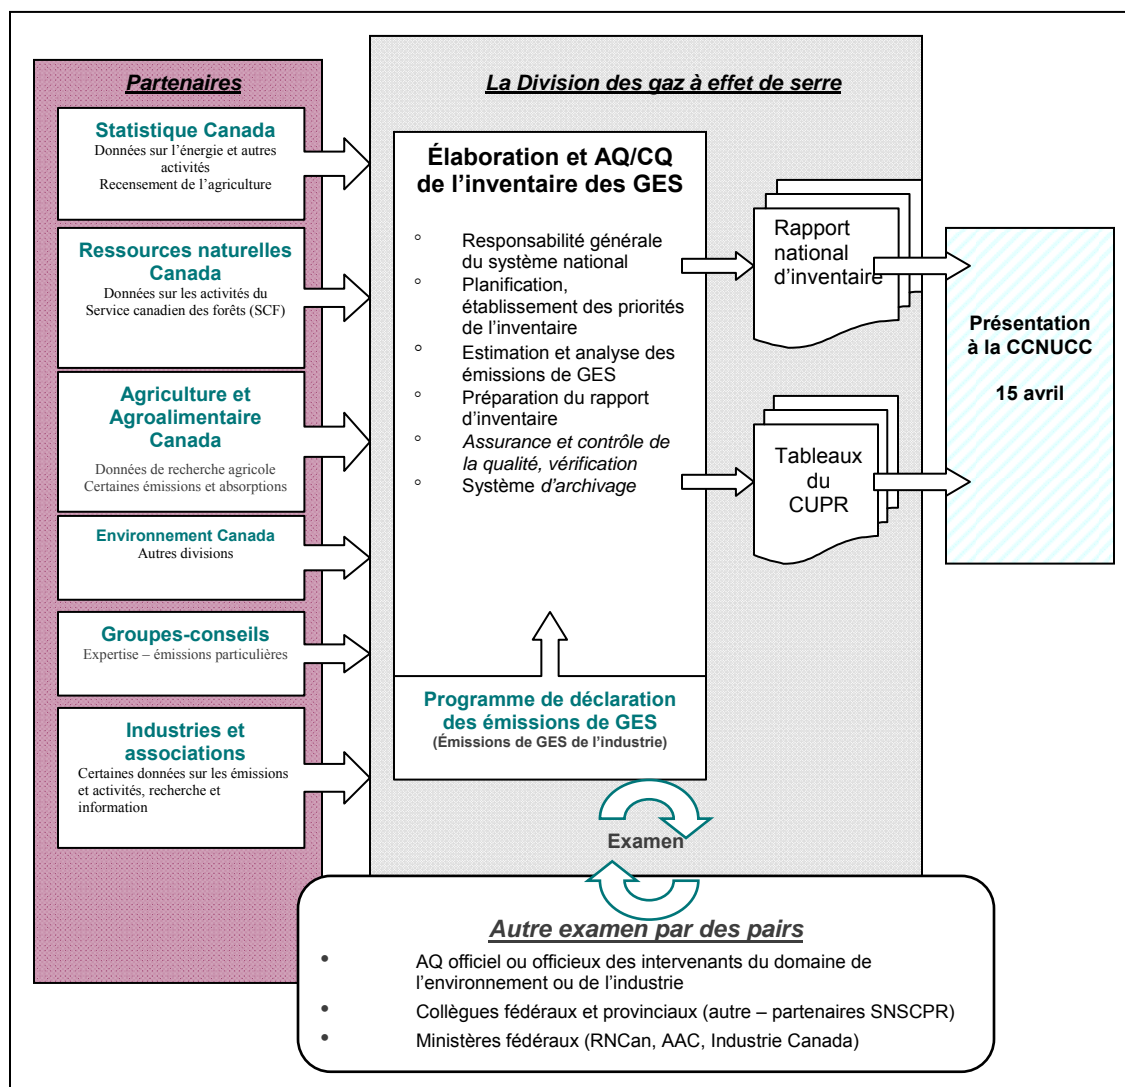 Partenaires
Statistique Canada
Données sur l'énergie et autres
activités
Recensement de l'agriculture
Ressources naturelles
Canada
Données sur les activités du
Service canadien des forêts (SCF)
Agriculture et
Agroalimentaire
Canada
Données de recherche agricole
Certaines émissions et absorptions
Environnement Canada
Autres divisions
Groupes-conseils
Expertise – émissions particulières
Industries et
associations
Certaines données sur les émissions
et activités, recherche et
information
La Division des gaz à effet de serre
Élaboration et AQ/CQ
de l'inventaire des GES
° Responsabilité générale
du système national
° Planification,
établissement des priorités
de l'inventaire
° Estimation et analyse des
émissions de GES
° Préparation du rapport
d'inventaire
° Assurance et contrôle de
la qualité, vérification
° Système d'archivage
Programme de déclaration
des émissions de GES
(Émissions de GES de l'industrie)
Rapport
national
d'inventaire
Tableaux
du
CUPR
Présentation
à la CCNUCC
15 avril
Examen
Autre examen par des pairs
• AQ officiel ou officieux des intervenants du domaine de
l'environnement ou de l'industrie
• Collègues fédéraux et provinciaux (autre – partenaires SNSCPR)
• Ministères fédéraux (RNCan, AAC, Industrie Canada)